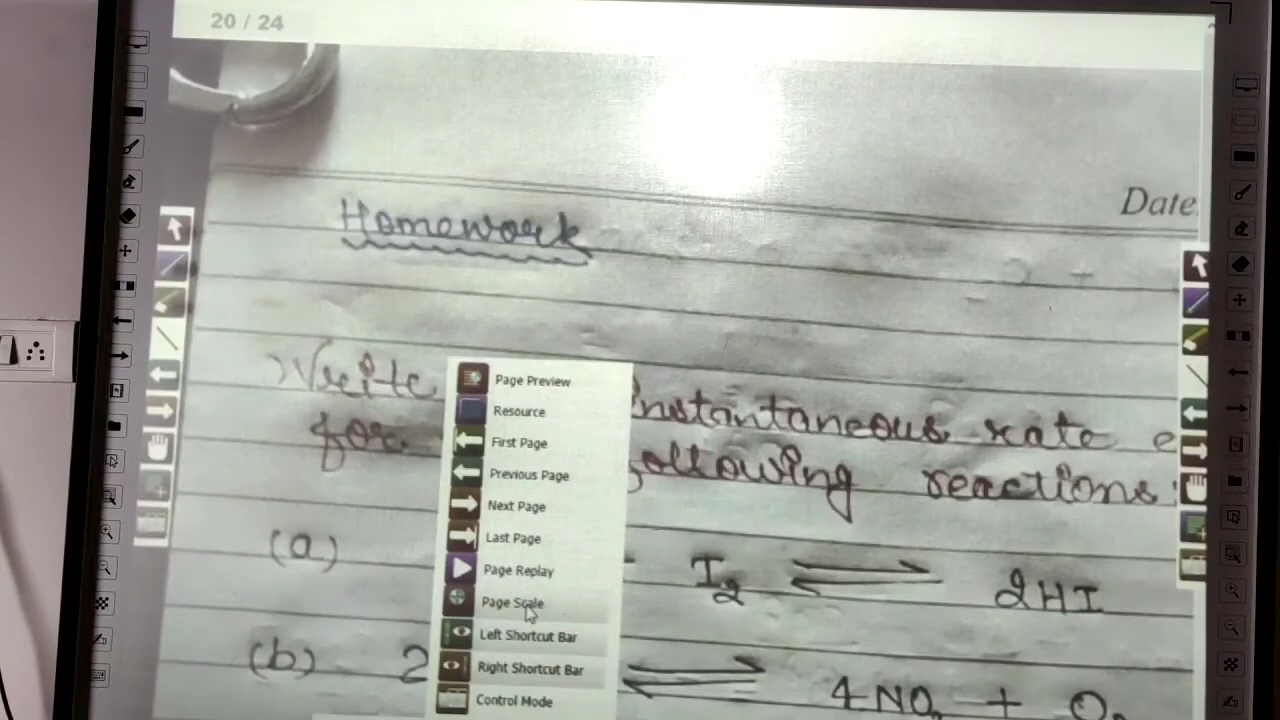 20 / 24
Date
Homework
Write instantaneous rate e
for following reactions:
(a) I₂ ⇌ 2HI
(b) 2 ⇌ 4NO₂ + O₂
Page Preview
Resource
First Page
Previous Page
Next Page
Last Page
Page Replay
Page Scale
Left Shortcut Bar
Right Shortcut Bar
Control Mode